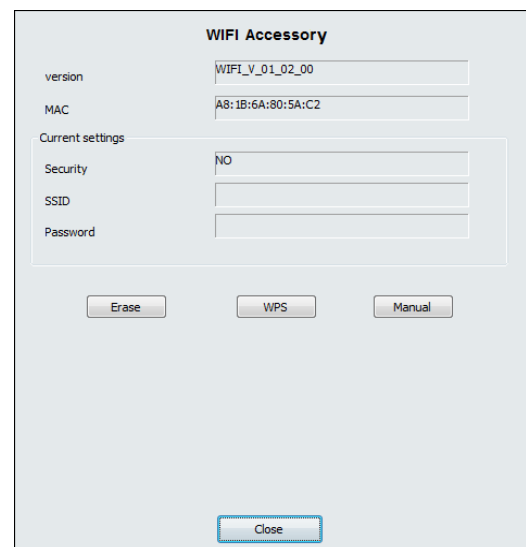 WIFI Accessory
version WIFI_V_01_02_00
MAC A8:1B:6A:80:5A:C2
Current settings
Security NO
SSID
Password
Erase WPS Manual
Close